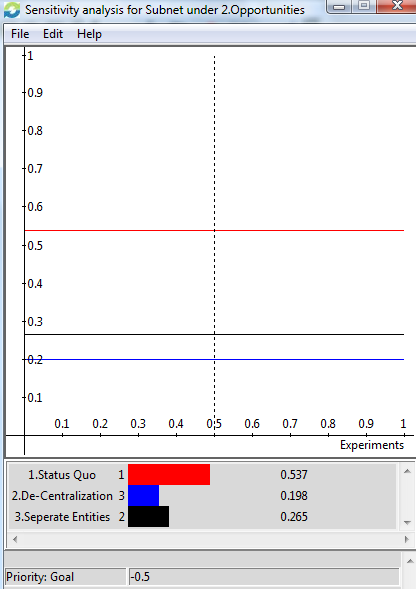 Sensitivity analysis for Subnet under 2.Opportunities
File Edit Help
1
0.9
0.8
0.7
0.6
0.5
0.4
0.3
0.2
0.1
0.1 0.2 0.3 0.4 0.5 0.6 0.7 0.8 0.9 1
Experiments
1.Status Quo 1 0.537
2.De-Centralization 3 0.198
3.Seperate Entities 2 0.265
Priority: Goal -0.5